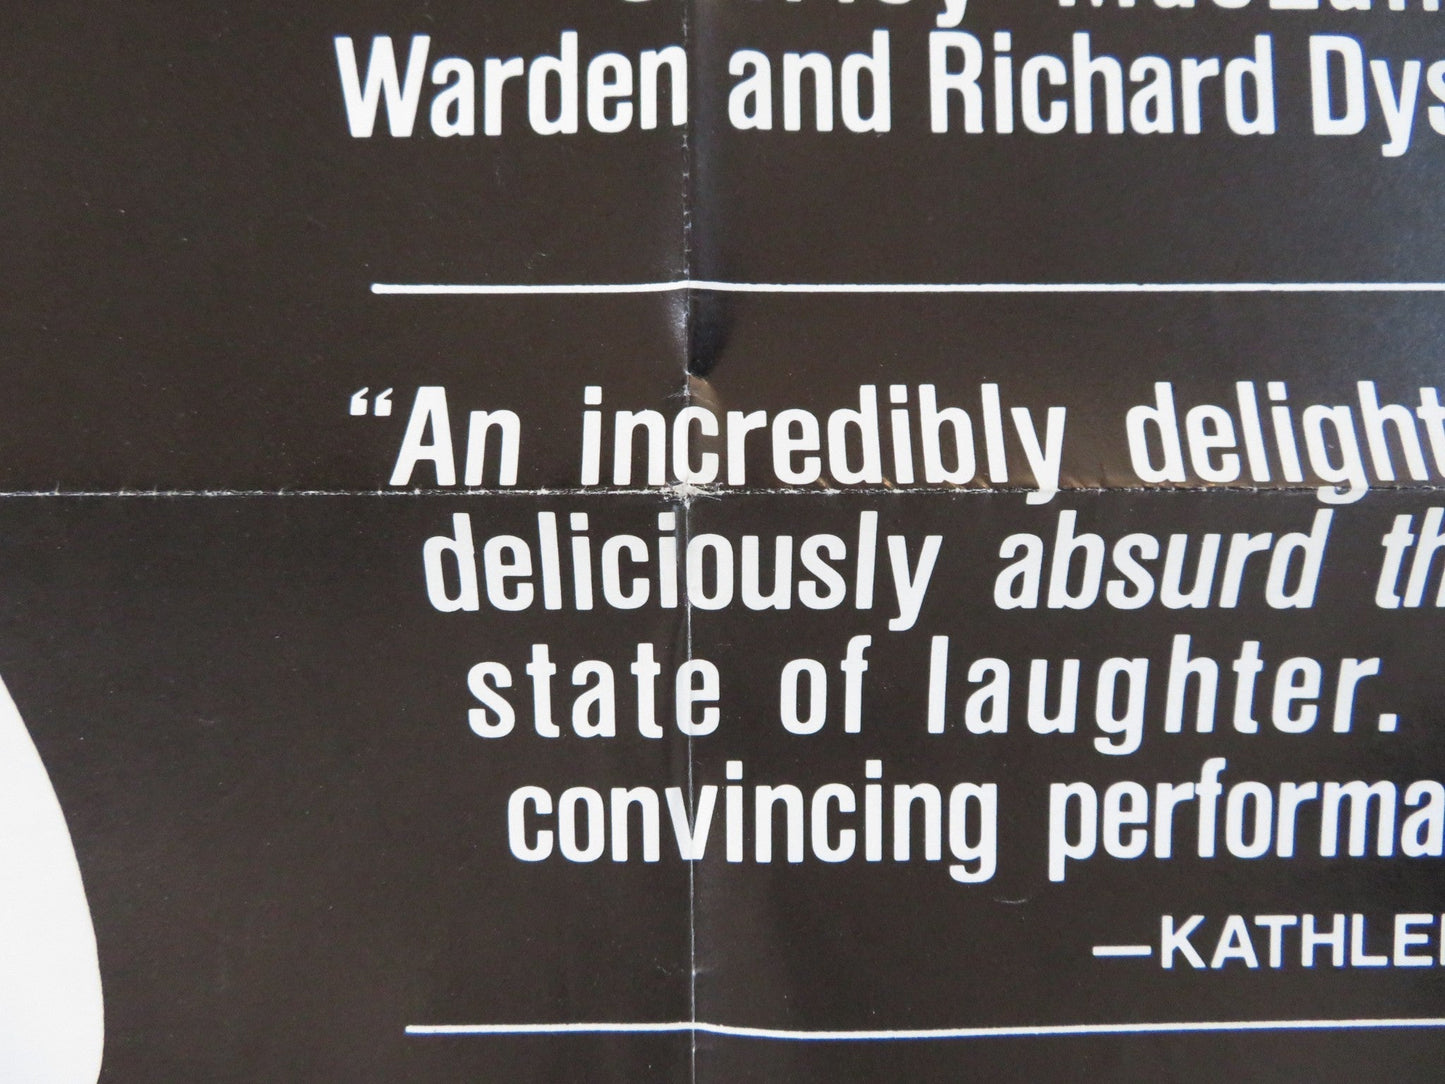 Warden and Richard Dys
“An incredibly delight
deliciously absurd th
state of laughter.
convincing performa
—KATHLE